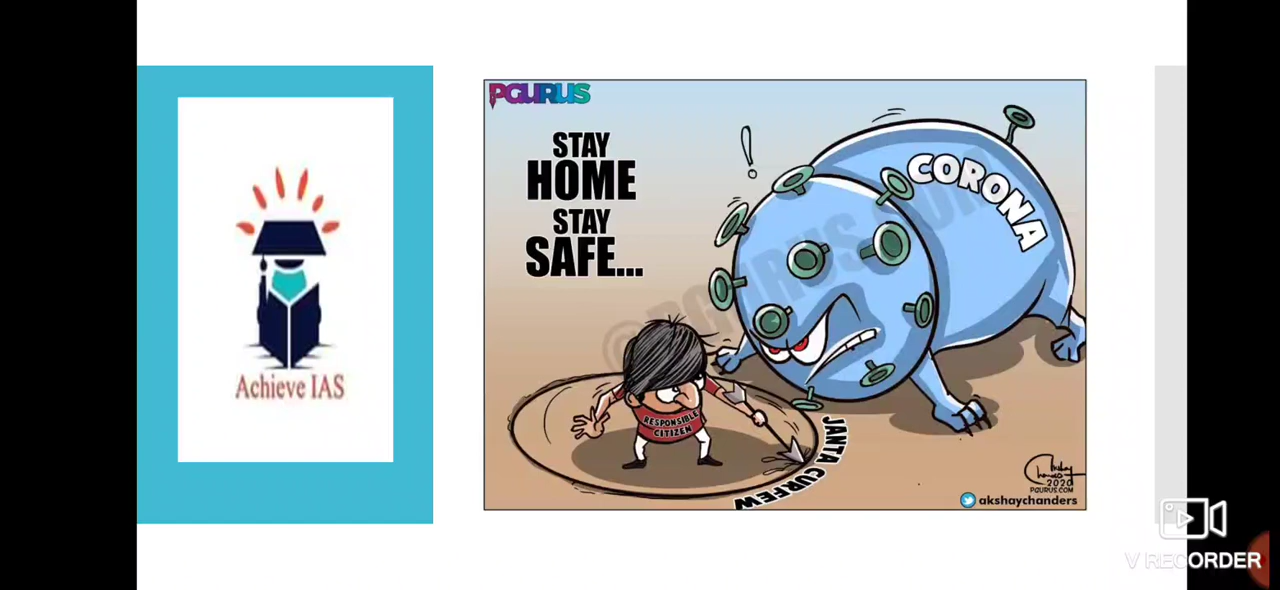 PGURUS
STAY
HOME
STAY
SAFE...
!
CORONA
RESPONSIBLE
CITIZEN
JANTA CURFEW
2020
PGURUS.COM
akshaychanders
Achieve IAS
V RECORDER